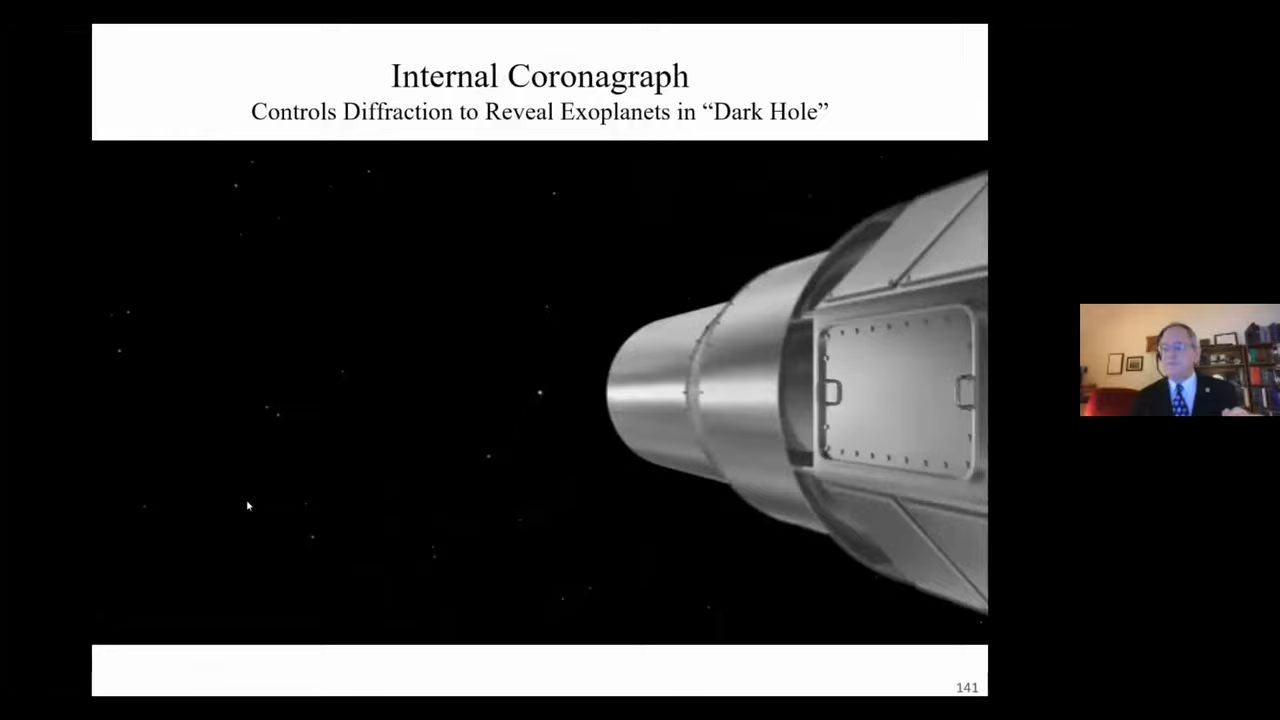 Internal Coronagraph
Controls Diffraction to Reveal Exoplanets in “Dark Hole”
141